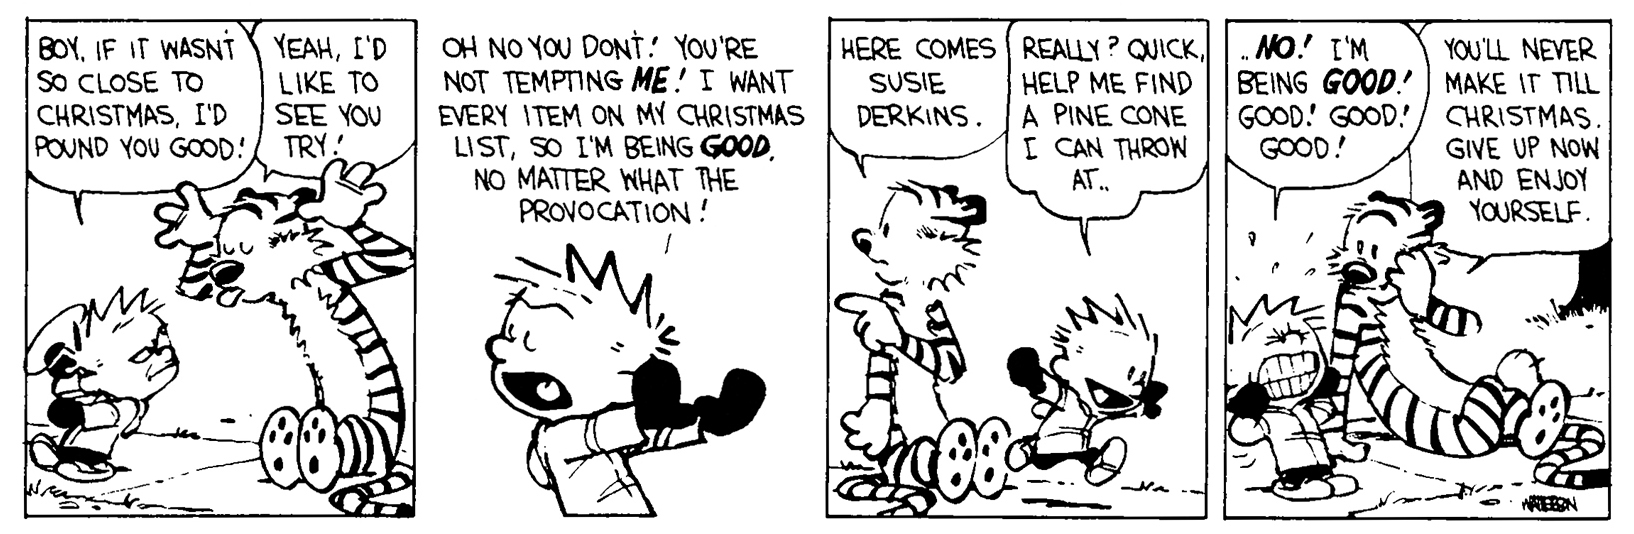 BOY, IF IT WASN'T
SO CLOSE TO
CHRISTMAS, I'D
POUND YOU GOOD!
YEAH, I'D
LIKE TO
SEE YOU
TRY!
OH NO YOU DON'T! YOU'RE
NOT TEMPTING ME! I WANT
EVERY ITEM ON MY CHRISTMAS
LIST, SO I'M BEING GOOD,
NO MATTER WHAT THE
PROVOCATION!
HERE COMES
SUSIE
DERKINS.
REALLY? QUICK,
HELP ME FIND
A PINE CONE
I CAN THROW
AT..
..NO! I'M
BEING GOOD!
GOOD! GOOD!
GOOD!
YOU'LL NEVER
MAKE IT TILL
CHRISTMAS.
GIVE UP NOW
AND ENJOY
YOURSELF.
WATTERSON